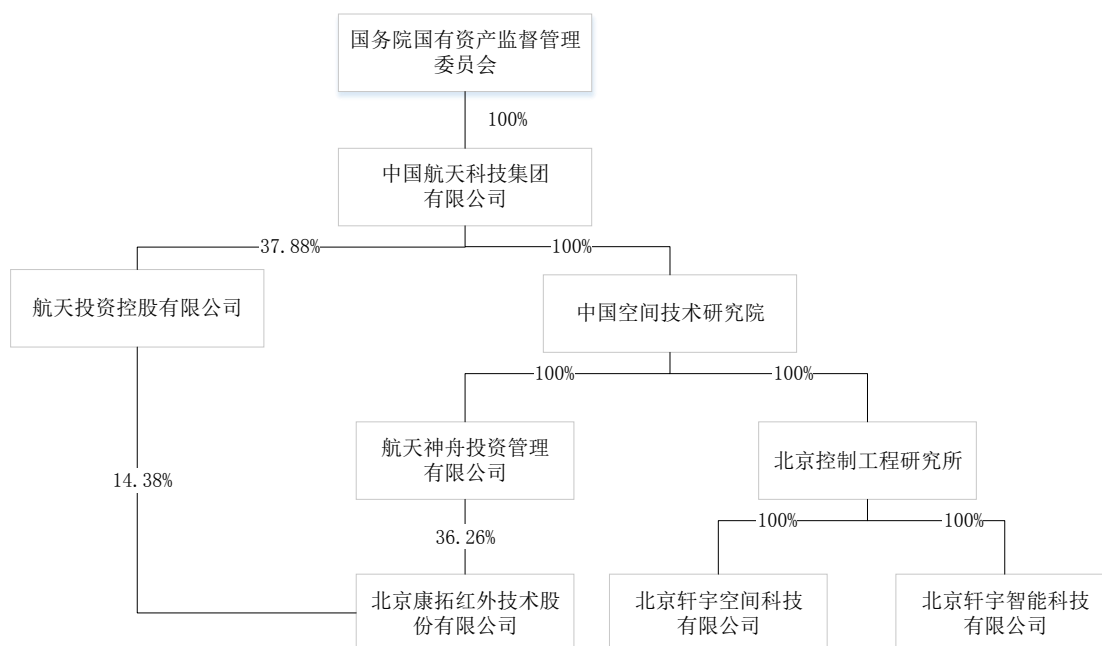 国务院国有资产监督管理
委员会
100%
中国航天科技集团
有限公司
37.88%
100%
航天投资控股有限公司
中国空间技术研究院
100%
100%
航天神舟投资管理
有限公司
北京控制工程研究所
14.38%
36.26%
100%
100%
北京康拓红外技术股
份有限公司
北京轩宇空间科技
有限公司
北京轩宇智能科技
有限公司